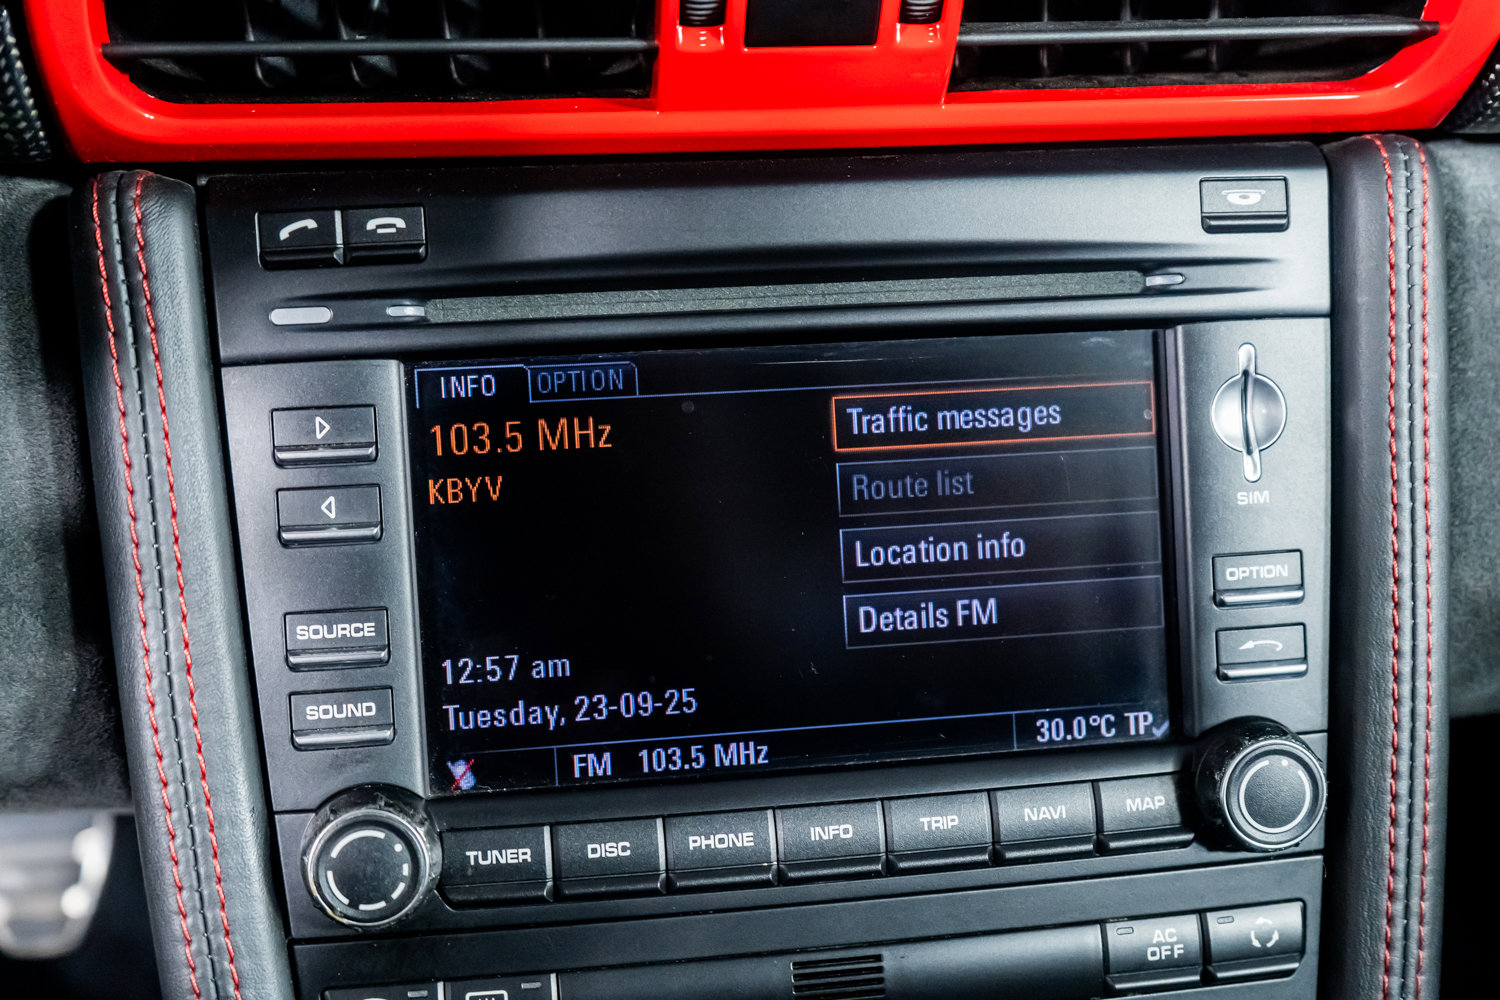 INFO OPTION
103.5 MHz
KBYV
Traffic messages
Route list
Location info
Details FM
12:57 am
Tuesday, 23-09-25
FM 103.5 MHz
30.0°C TP
SIM
OPTION
SOURCE
SOUND
TUNER DISC PHONE INFO TRIP NAVI MAP
AC
OFF